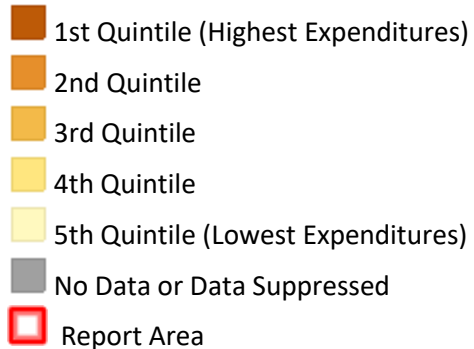 1st Quintile (Highest Expenditures)
2nd Quintile
3rd Quintile
4th Quintile
5th Quintile (Lowest Expenditures)
No Data or Data Suppressed
Report Area